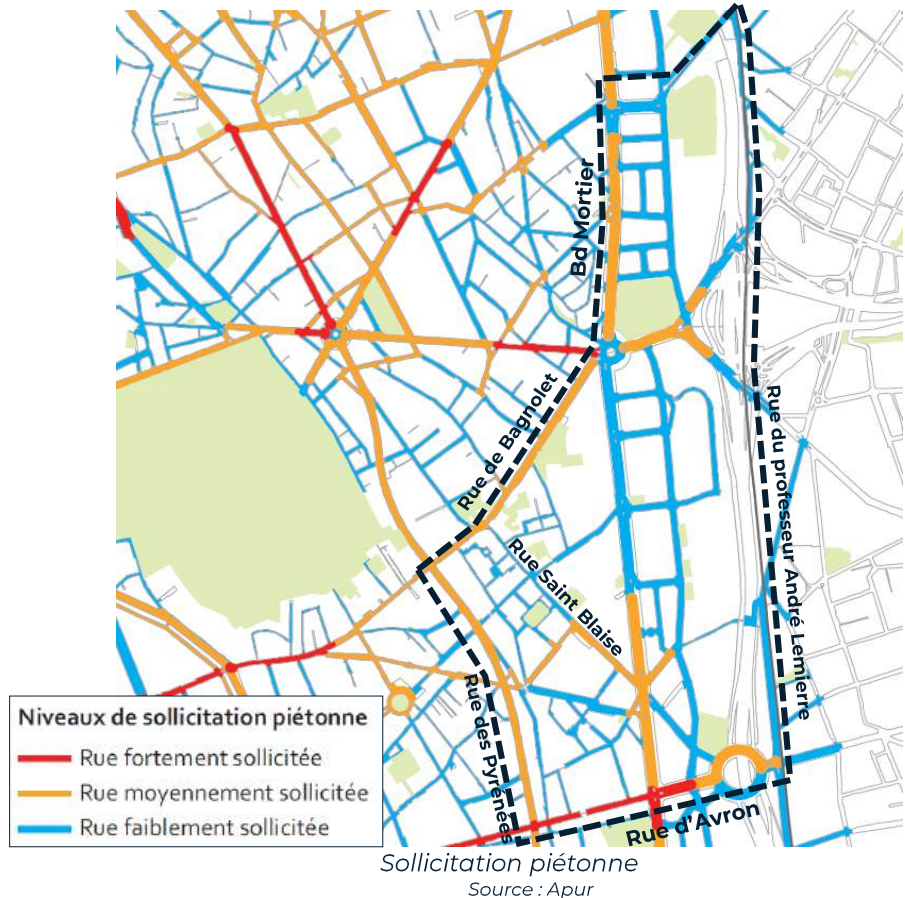 Bd Mortier
Rue de Bagnolet
Rue du professeur André Lemierre
Rue Saint Blaise
Rue des Pyrénées
Rue d'Avron
Niveaux de sollicitation piétonne
Rue fortement sollicitée
Rue moyennement sollicitée
Rue faiblement sollicitée
Sollicitation piétonne
Source : Apur